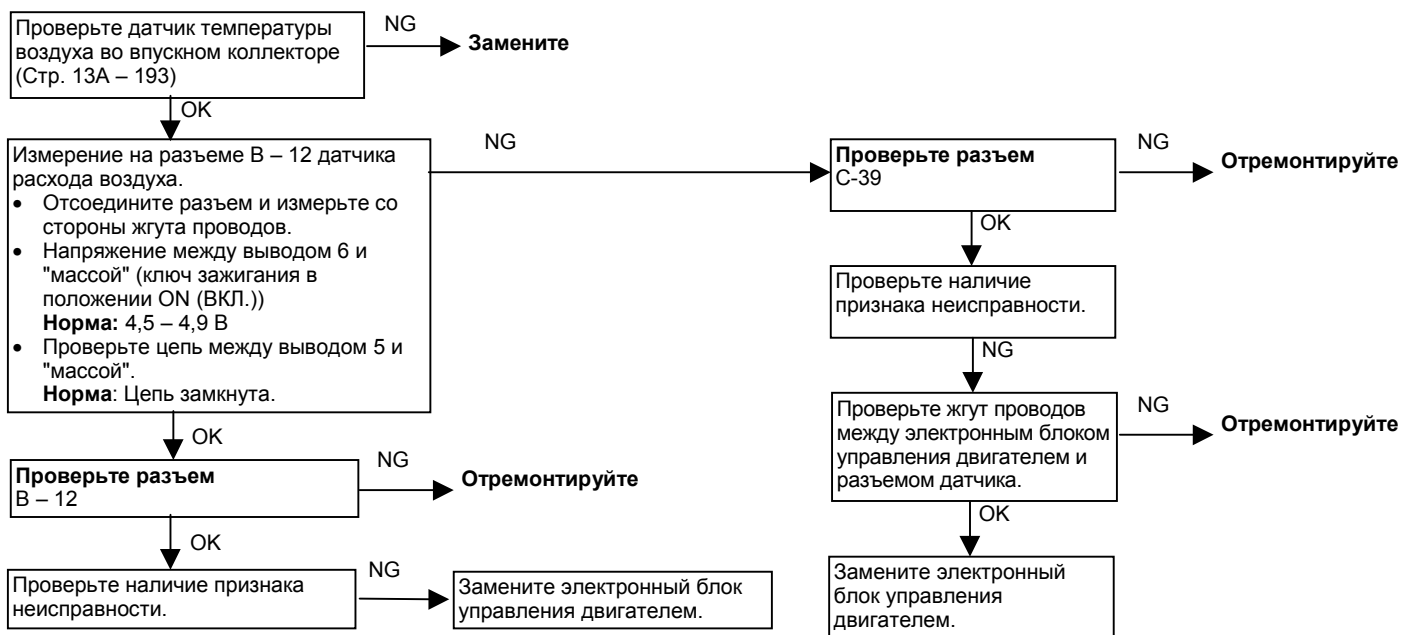 Проверьте датчик температуры
воздуха во впускном коллекторе
(Стр. 13А – 193)
NG
Замените
OK
Измерение на разъеме В – 12 датчика
расхода воздуха.
• Отсоедините разъем и измерьте со
стороны жгута проводов.
• Напряжение между выводом 6 и
"массой" (ключ зажигания в
положении ON (ВКЛ.))
Норма: 4,5 – 4,9 В
• Проверьте цепь между выводом 5 и
"массой".
Норма: Цепь замкнута.
NG
OK
Проверьте разъем
В – 12
NG
Отремонтируйте
OK
Проверьте наличие признака
неисправности.
NG
Замените электронный блок
управления двигателем.
Проверьте разъем
С-39
NG
Отремонтируйте
OK
Проверьте наличие
признака неисправности.
NG
Проверьте жгут проводов
между электронным блоком
управления двигателем и
разъемом датчика.
NG
Отремонтируйте
OK
Замените электронный
блок управления
двигателем.